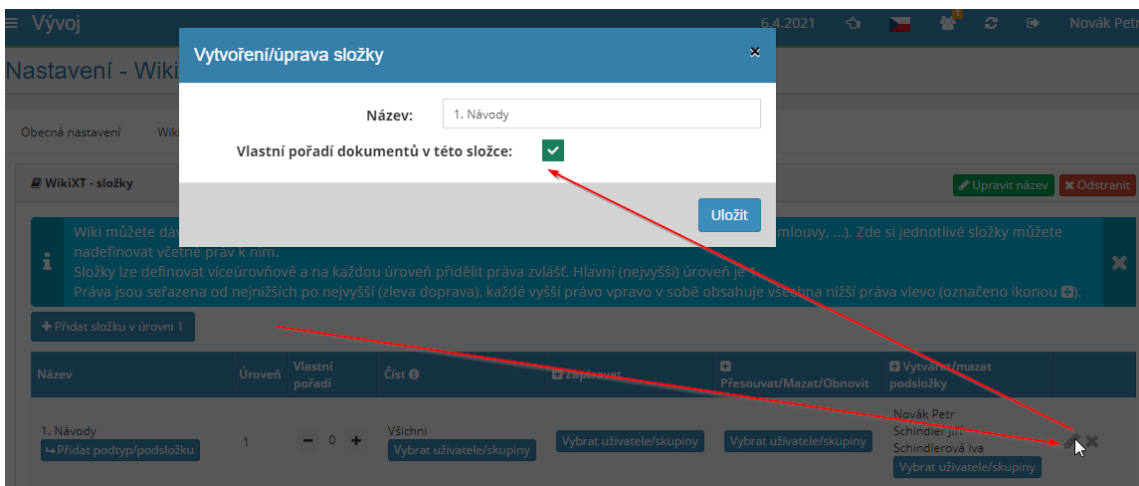 Vývoj
6.4.2021
1
Novák Petr
Nastavení - Wiki
Vytvoření/úprava složky
×
Název:
1. Návody
Vlastní pořadí dokumentů v této složce:
Uložit
Obecná nastavení
Wik
WikiXT - složky
Upravit název
Odstranit
Wiki můžete dáv
mlouvy, ...). Zde si jednotlivé složky můžete
nadefinovat včetně práv k nim.
Složky lze definovat víceúrovňově a na každou úroveň přidělit práva zvlášť. Hlavní (nejvyšší) úroveň je 1.
Práva jsou seřazena od nejnižších po nejvyšší (zleva doprava), každé vyšší právo vpravo v sobě obsahuje všechna nižší práva vlevo (označeno ikonou ).
Přidat složku v úrovni 1
Název
Úroveň
Vlastní
pořadí
Číst
Zapisovat
Přesouvat/Mazat/Obnovit
Vytvářet/mazat
podsložky
1. Návody
Přidat podtyp/podsložku
1
0
Všichni
Vybrat uživatele/skupiny
Vybrat uživatele/skupiny
Vybrat uživatele/skupiny
Novák Petr
Schindler Jiří
Schindlerová Iva
Vybrat uživatele/skupiny